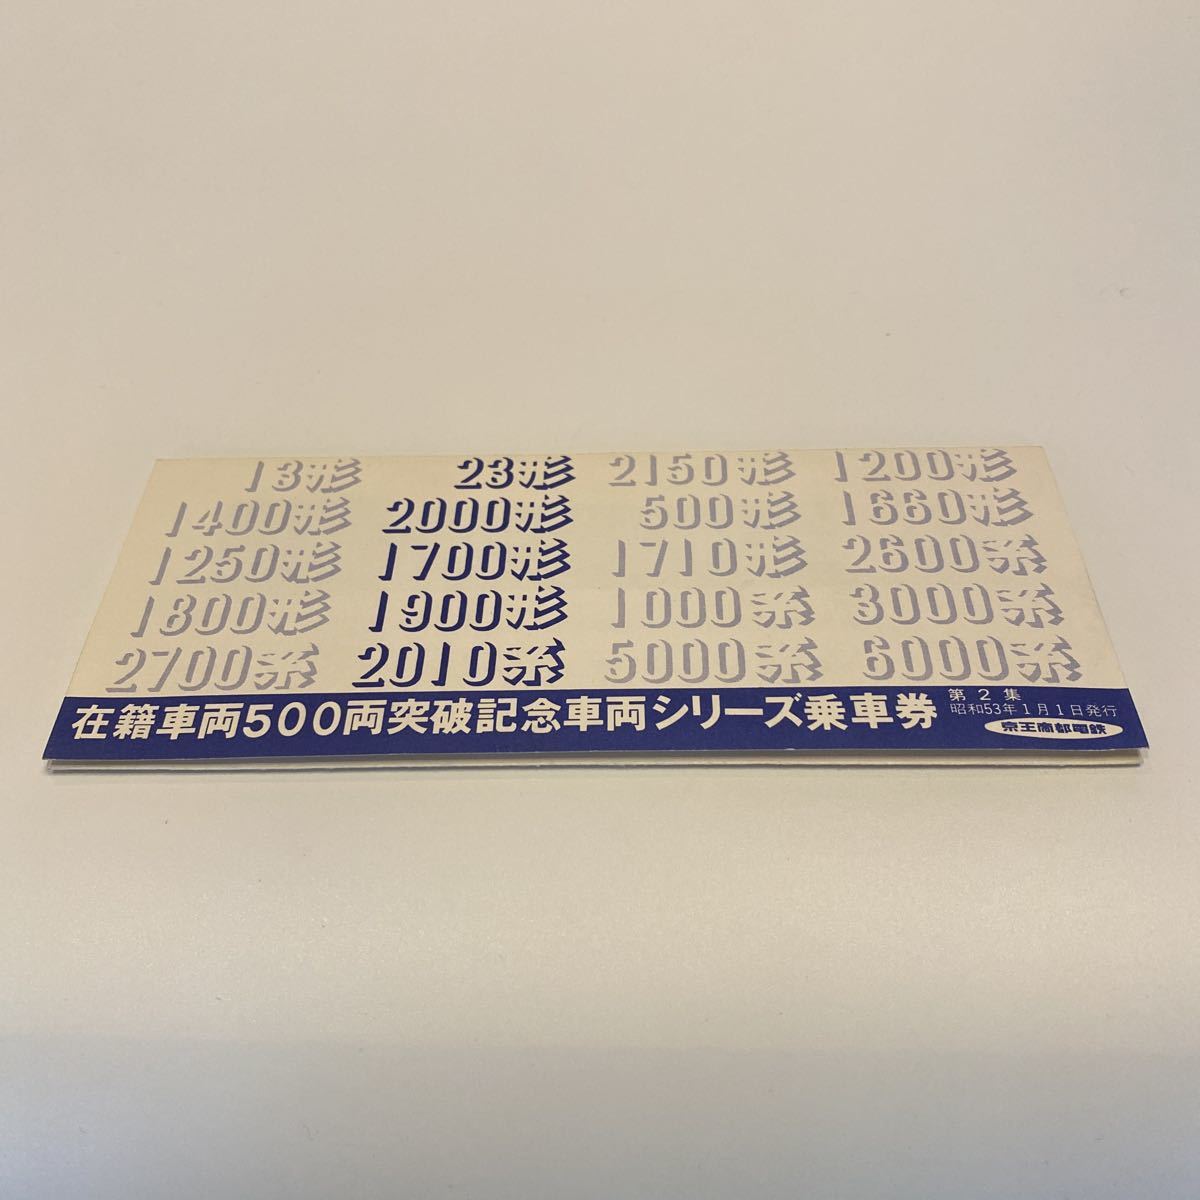 13形 23形 2150形 1200形
1400形 2000形 500形 1660形
1250形 1700形 1710形 2600系
1800形 1900形 1000系 3000系
2700系 2010系 5000系 6000系
在籍車両500両突破記念車両シリーズ乗車券
第2集
昭和53年1月1日発行
京王帝都電鉄